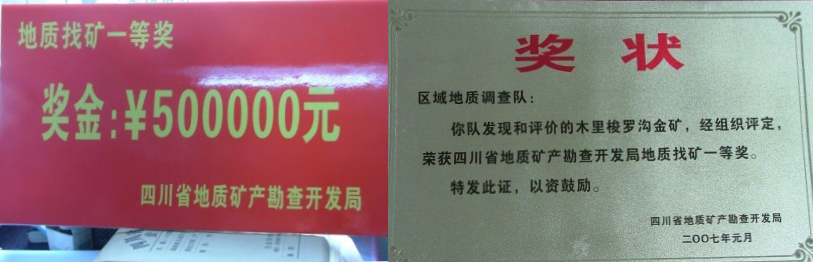 地质找矿一等奖
奖金:¥500000元
四川省地质矿产勘查开发局
奖状
区域地质调查队：
你队发现和评价的木里梭罗沟金矿，经组织评定，
荣获四川省地质矿产勘查开发局地质找矿一等奖。
特发此证，以资鼓励。
四川省地质矿产勘查开发局
二〇〇七年元月